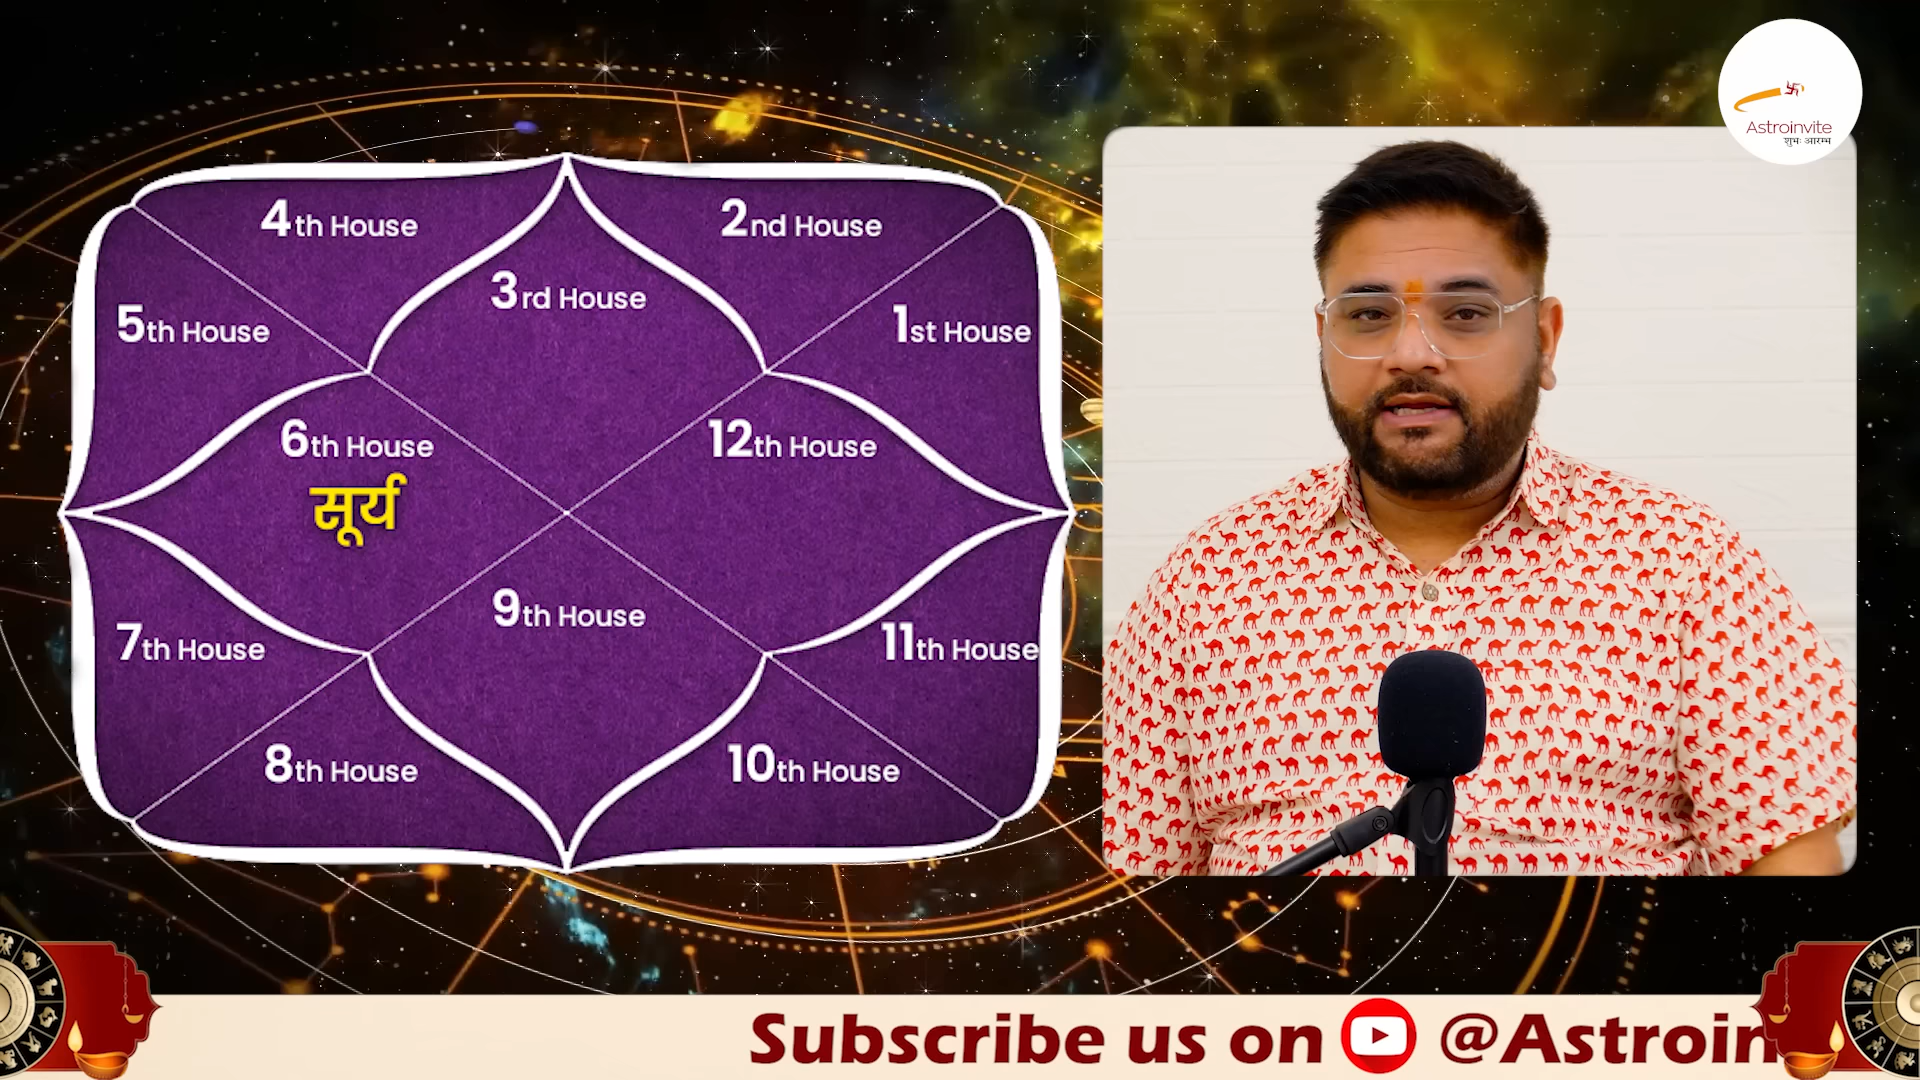 Astroinvite
शुभः आरम्भ
4th House
2nd House
3rd House
5th House
1st House
6th House
12th House
सूर्य
9th House
7th House
11th House
8th House
10th House
Subscribe us on @Astroin